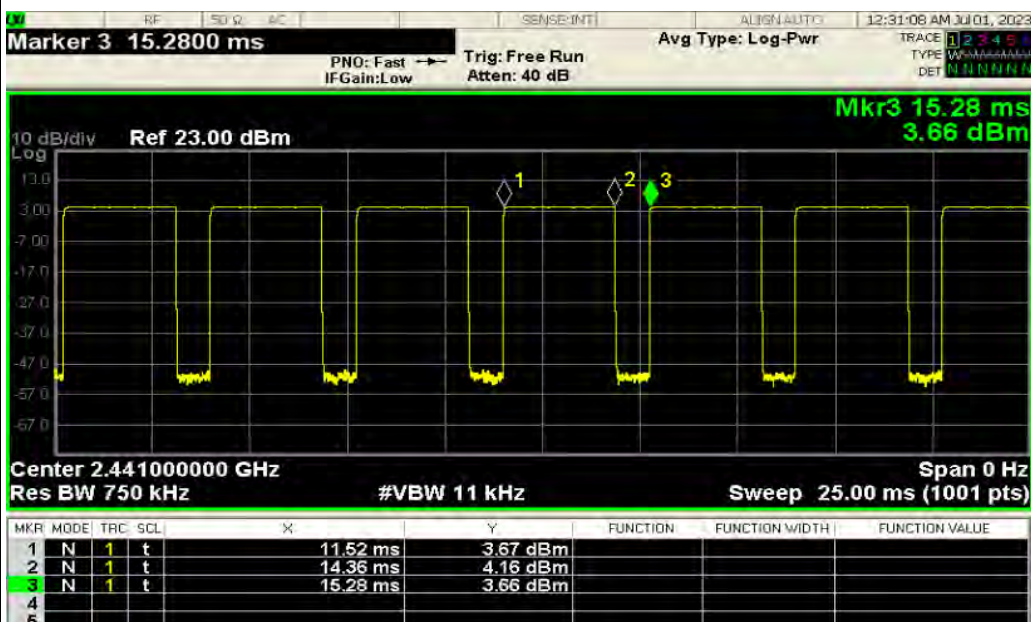 RF 50 Ω AC SENSE:INT ALIGN AUTO 12:31:08 AM Jul 01, 2023
Marker 3 15.2800 ms
PNO: Fast
IFGain:Low
Trig: Free Run
Atten: 40 dB
Avg Type: Log-Pwr
TRACE 1 2 3 4 5 6
TYPE
DET N N N N N N
Mkr3 15.28 ms
3.66 dBm
10 dB/div Ref 23.00 dBm
Log
13.0
3.00
-7.00
-17.0
-27.0
-37.0
-47.0
-57.0
-67.0
1 2 3
Center 2.441000000 GHz Span 0 Hz
Res BW 750 kHz #VBW 11 kHz Sweep 25.00 ms (1001 pts)
MKR MODE TRC SCL X Y FUNCTION FUNCTION WIDTH FUNCTION VALUE
1 N 1 t 11.52 ms 3.67 dBm
2 N 1 t 14.36 ms 4.16 dBm
3 N 1 t 15.28 ms 3.66 dBm
4
5